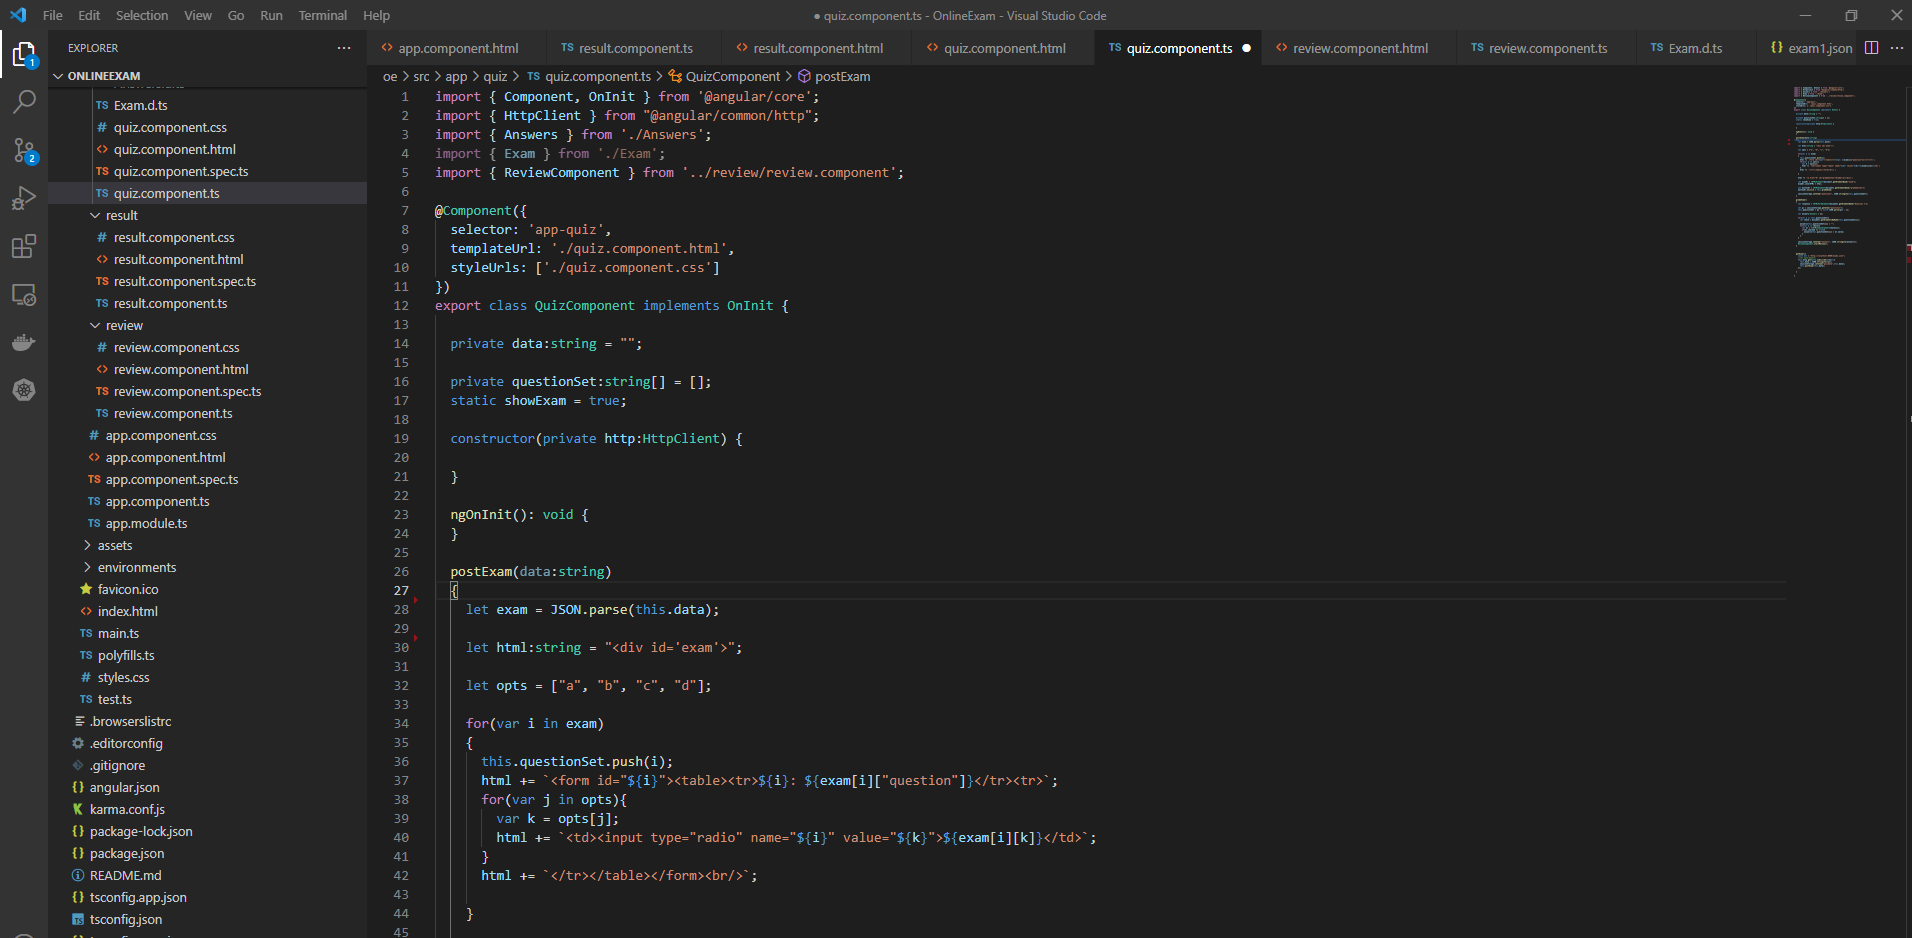 File Edit Selection View Go Run Terminal Help
● quiz.component.ts - OnlineExam - Visual Studio Code
EXPLORER
ONLINEEXAM
Exam.d.ts
quiz.component.css
quiz.component.html
quiz.component.spec.ts
quiz.component.ts
result
result.component.css
result.component.html
result.component.spec.ts
result.component.ts
review
review.component.css
review.component.html
review.component.spec.ts
review.component.ts
app.component.css
app.component.html
app.component.spec.ts
app.component.ts
app.module.ts
assets
environments
favicon.ico
index.html
main.ts
polyfills.ts
styles.css
test.ts
.browserslistrc
.editorconfig
.gitignore
angular.json
karma.conf.js
package-lock.json
package.json
README.md
tsconfig.app.json
tsconfig.json
1
2
app.component.html
TS result.component.ts
result.component.html
quiz.component.html
TS quiz.component.ts ●
review.component.html
TS review.component.ts
TS Exam.d.ts
{} exam1.json
oe > src > app > quiz > TS quiz.component.ts > QuizComponent > postExam
1 import { Component, OnInit } from '@angular/core';
2 import { HttpClient } from "@angular/common/http";
3 import { Answers } from './Answers';
4 import { Exam } from './Exam';
5 import { ReviewComponent } from '../review/review.component';
6
7 @Component({
8 selector: 'app-quiz',
9 templateUrl: './quiz.component.html',
10 styleUrls: ['./quiz.component.css']
11 })
12 export class QuizComponent implements OnInit {
13
14 private data:string = "";
15
16 private questionSet:string[] = [];
17 static showExam = true;
18
19 constructor(private http:HttpClient) {
20
21 }
22
23 ngOnInit(): void {
24 }
25
26 postExam(data:string)
27 {
28 let exam = JSON.parse(this.data);
29
30 let html:string = "<div id='exam'>";
31
32 let opts = ["a", "b", "c", "d"];
33
34 for(var i in exam)
35 {
36 this.questionSet.push(i);
37 html += `<form id="${i}"><table><tr>${i}: ${exam[i]["question"]}</tr><tr>`;
38 for(var j in opts){
39 var k = opts[j];
40 html += `<td><input type="radio" name="${i}" value="${k}">${exam[i][k]}</td>`;
41 }
42 html += `</tr></table></form><br/>`;
43
44 }
45